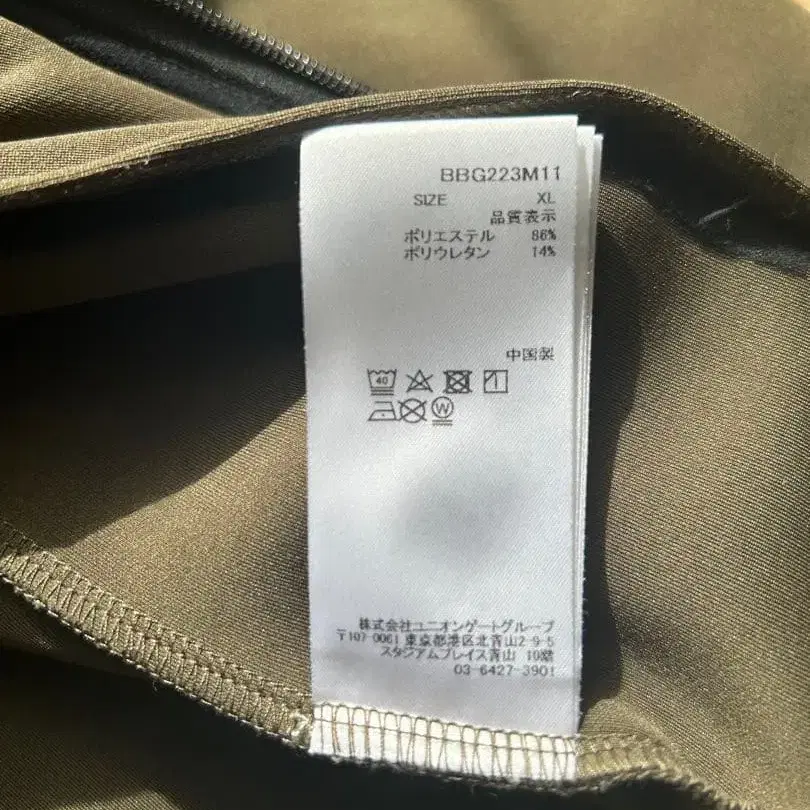 BBG223M11
SIZE XL
品質表示
ポリエステル 86%
ポリウレタン 14%
中国製
40
W
株式会社ユニオンゲートグループ
〒107-0061 東京都港区北青山2-9-5
スタジアムプレイス青山 10階
03-6427-3901